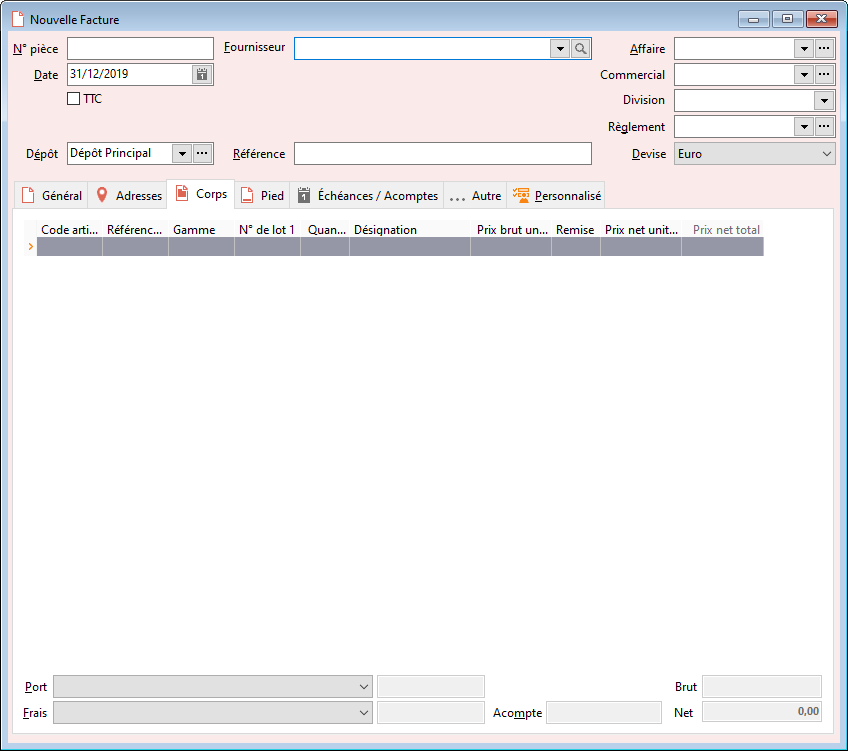 Nouvelle Facture
N° pièce
Fournisseur
Affaire
Date 31/12/2019
Commercial
TTC
Division
Règlement
Dépôt Dépôt Principal
Référence
Devise Euro
Général Adresses Corps Pied Échéances / Acomptes ... Autre Personnalisé
Code arti... Référenc... Gamme N° de lot 1 Quan... Désignation Prix brut un... Remise Prix net unit... Prix net total
Port
Brut
Frais
Acompte
Net 0,00